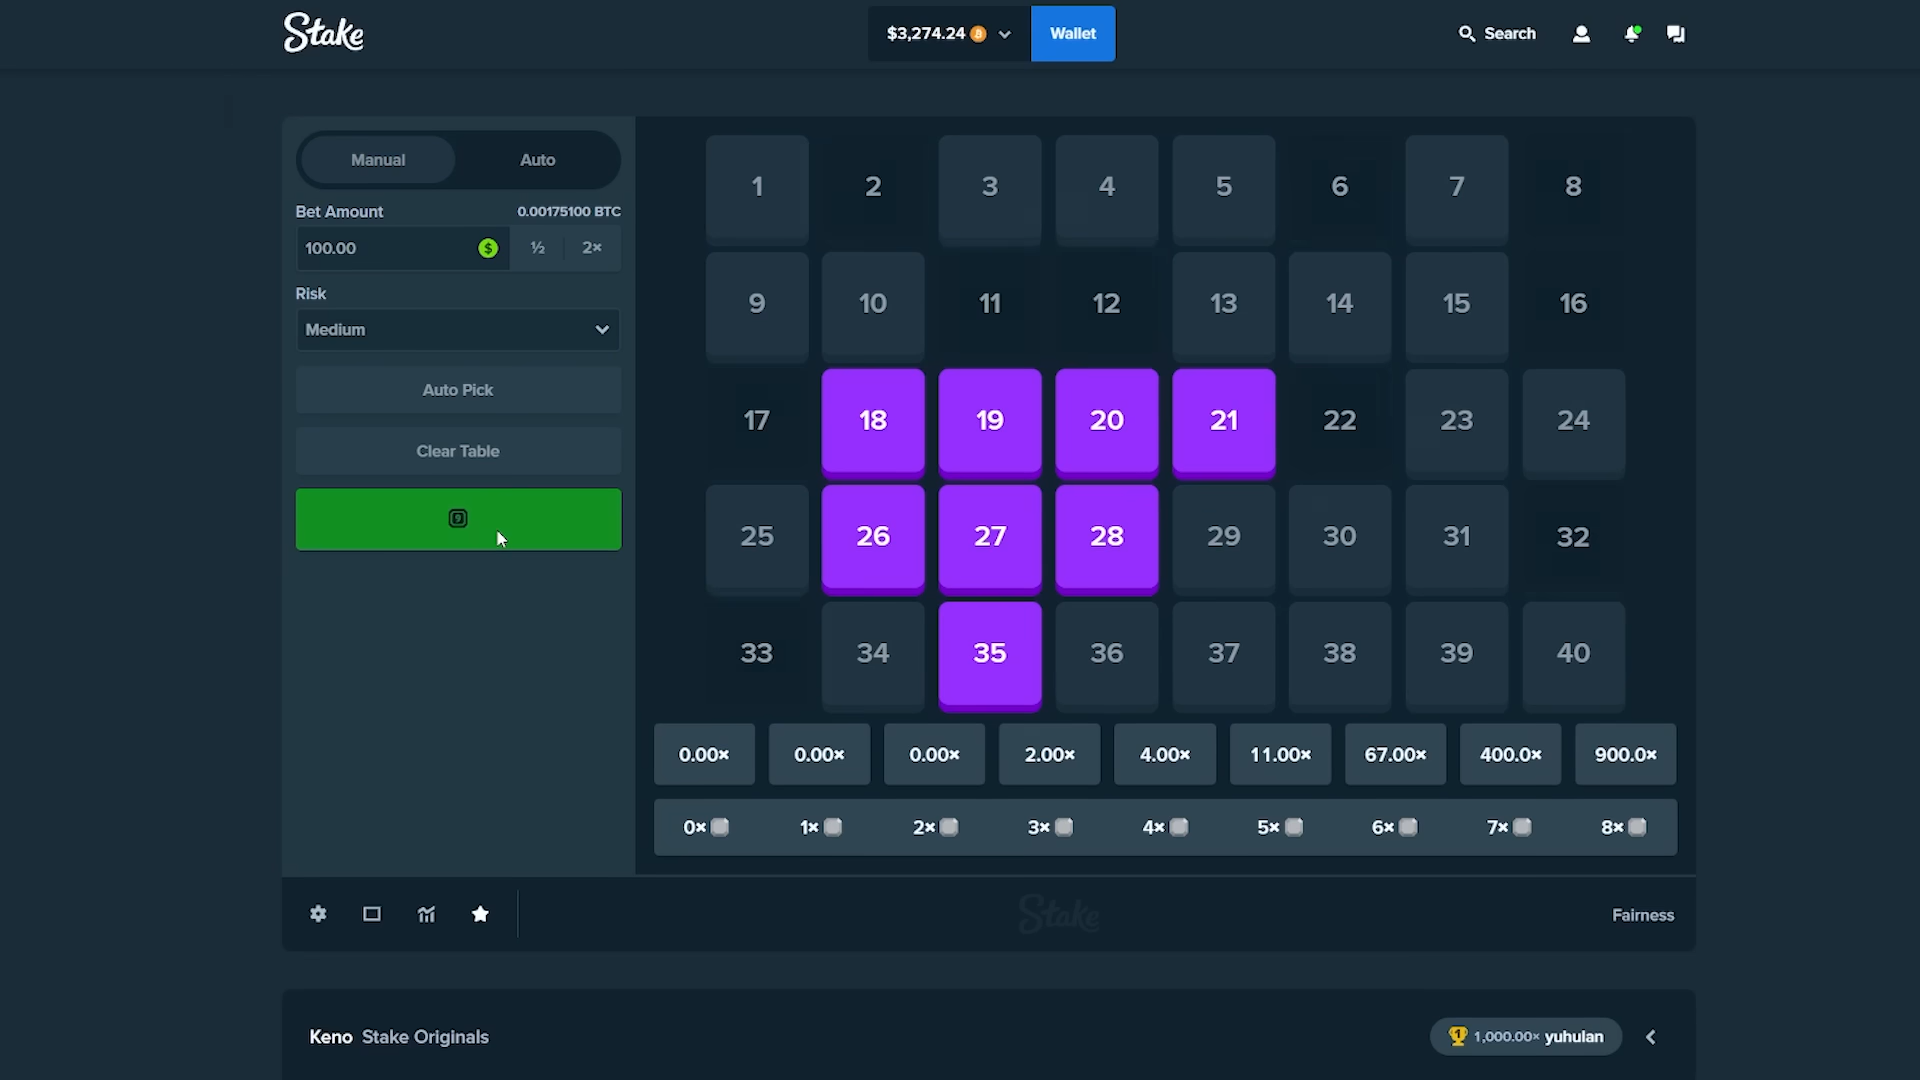 Stake
$3,274.24
Wallet
Search
Manual
Auto
Bet Amount
0.00175100 BTC
100.00
$
½
2×
Risk
Medium
Auto Pick
Clear Table
1 2 3 4 5 6 7 8
9 10 11 12 13 14 15 16
17 18 19 20 21 22 23 24
25 26 27 28 29 30 31 32
33 34 35 36 37 38 39 40
0.00× 0.00× 0.00× 2.00× 4.00× 11.00× 67.00× 400.0× 900.0×
0× 1× 2× 3× 4× 5× 6× 7× 8×
Stake
Fairness
Keno Stake Originals
1 1,000.00× yuhulan